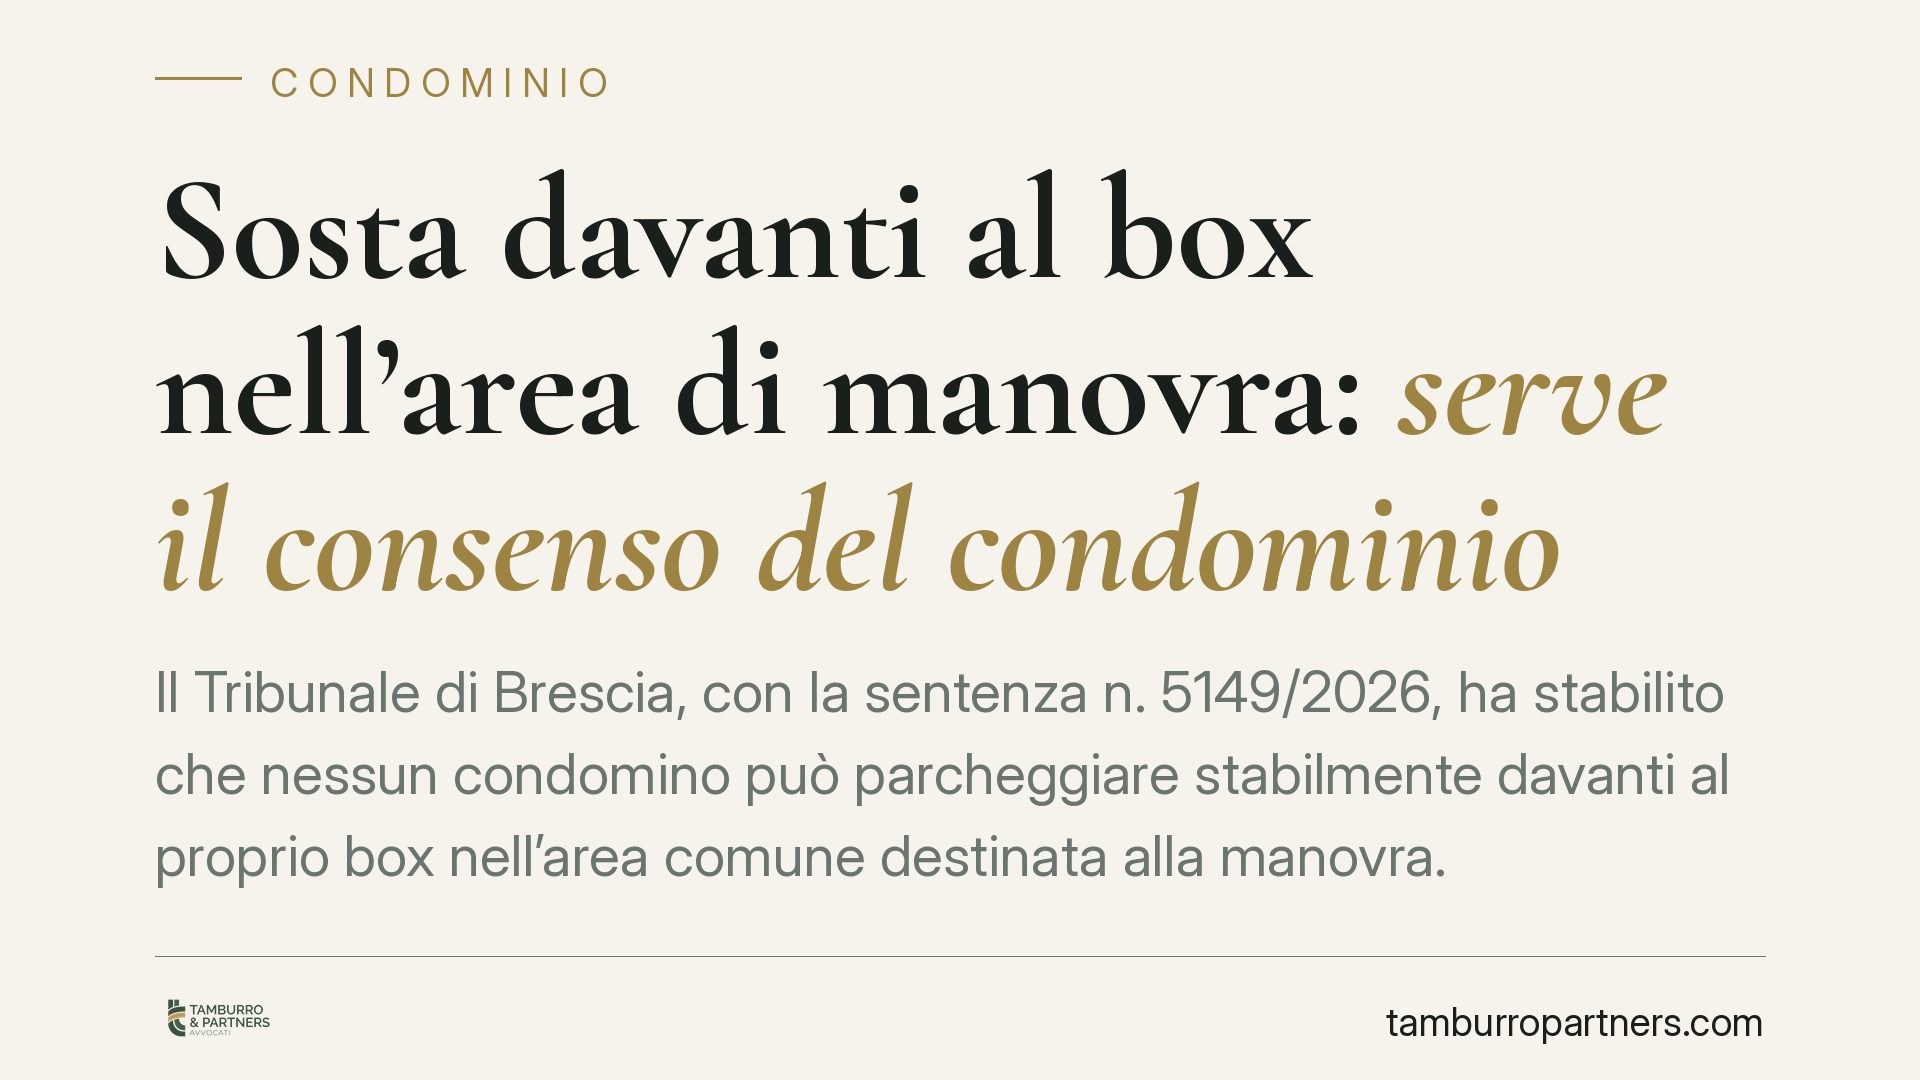 CONDOMINIO
Sosta davanti al box
nell’area di manovra: serve
il consenso del condominio
Il Tribunale di Brescia, con la sentenza n. 5149/2026, ha stabilito
che nessun condomino può parcheggiare stabilmente davanti al
proprio box nell’area comune destinata alla manovra.
TAMBURRO
& PARTNERS
AVVOCATI
tamburropartners.com